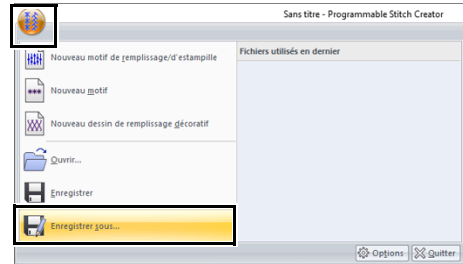 Sans titre - Programmable Stitch Creator
Nouveau motif de remplissage/d'estampille
Fichiers utilisés en dernier
Nouveau motif
Nouveau dessin de remplissage décoratif
Ouvrir...
Enregistrer
Enregistrer sous...
Options
Quitter